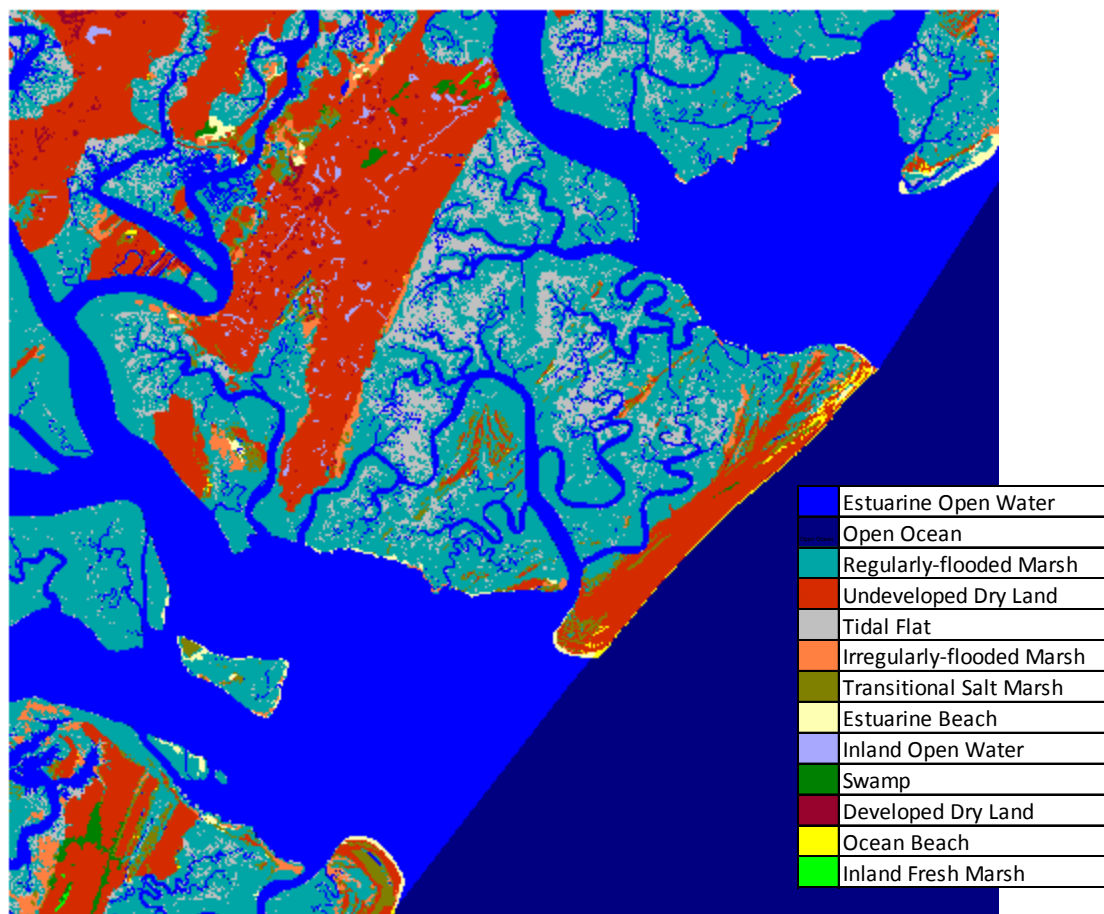 Estuarine Open Water
Open Ocean
Regularly-flooded Marsh
Undeveloped Dry Land
Tidal Flat
Irregularly-flooded Marsh
Transitional Salt Marsh
Estuarine Beach
Inland Open Water
Swamp
Developed Dry Land
Ocean Beach
Inland Fresh Marsh